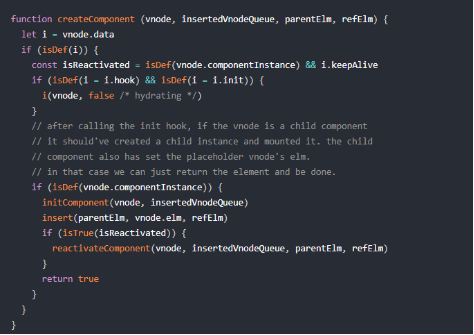 function createComponent (vnode, insertedVnodeQueue, parentElm, refElm) {
let i = vnode.data
if (isDef(i)) {
const isReactivated = isDef(vnode.componentInstance) && i.keepAlive
if (isDef(i = i.hook) && isDef(i = i.init)) {
i(vnode, false /* hydrating */)
}
// after calling the init hook, if the vnode is a child component
// it should've created a child instance and mounted it. the child
// component also has set the placeholder vnode's elm.
// in that case we can just return the element and be done.
if (isDef(vnode.componentInstance)) {
initComponent(vnode, insertedVnodeQueue)
insert(parentElm, vnode.elm, refElm)
if (isTrue(isReactivated)) {
reactivateComponent(vnode, insertedVnodeQueue, parentElm, refElm)
}
return true
}
}
}